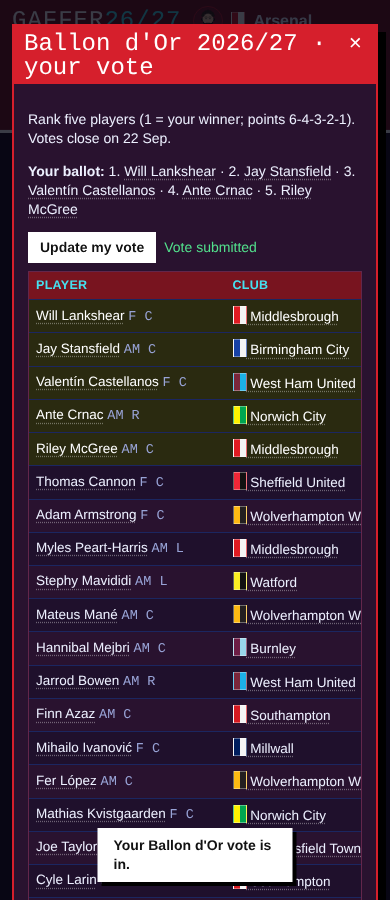 GAFFER26/27 Arsenal
Ballon d'Or 2026/27 · your vote ×
Rank five players (1 = your winner; points 6-4-3-2-1).
Votes close on 22 Sep.
Your ballot: 1. Will Lankshear · 2. Jay Stansfield · 3.
Valentín Castellanos · 4. Ante Crnac · 5. Riley
McGree
Update my vote Vote submitted
PLAYER CLUB
Will Lankshear F C Middlesbrough
Jay Stansfield AM C Birmingham City
Valentín Castellanos F C West Ham United
Ante Crnac AM R Norwich City
Riley McGree AM C Middlesbrough
Thomas Cannon F C Sheffield United
Adam Armstrong F C Wolverhampton W
Myles Peart-Harris AM L Middlesbrough
Stephy Mavididi AM L Watford
Mateus Mané AM C Wolverhampton W
Hannibal Mejbri AM C Burnley
Jarrod Bowen AM R West Ham United
Finn Azaz AM C Southampton
Mihailo Ivanović F C Millwall
Fer López AM C Wolverhampton W
Mathias Kvistgaarden F C Norwich City
Joe Taylor sfield Town
Your Ballon d'Or vote is
in.
Cyle Larin mpton